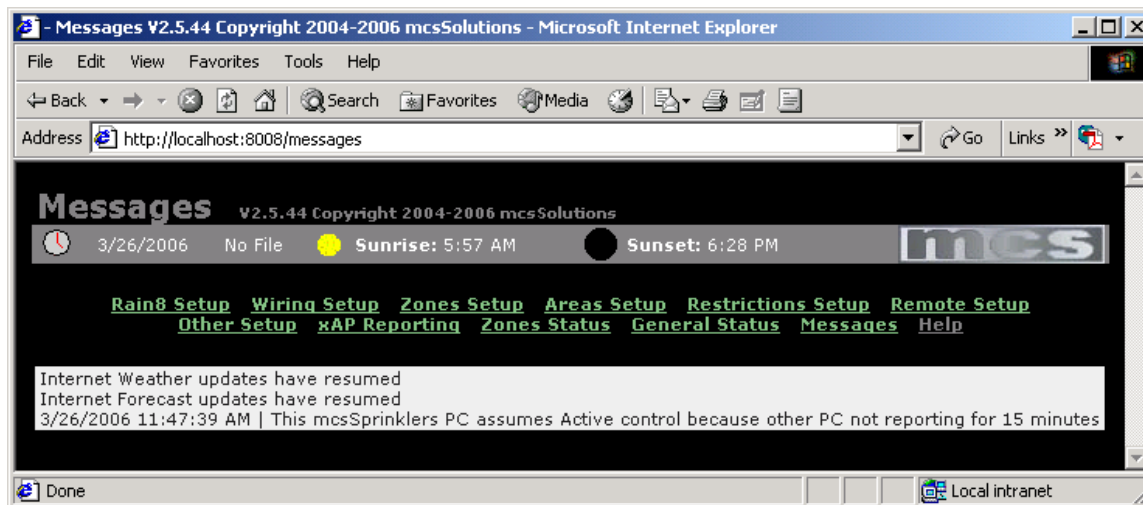 - Messages V2.5.44 Copyright 2004-2006 mcsSolutions - Microsoft Internet Explorer
File Edit View Favorites Tools Help
Back Search Favorites Media
Address http://localhost:8008/messages Go Links »
Messages V2.5.44 Copyright 2004-2006 mcsSolutions
3/26/2006 No File Sunrise: 5:57 AM Sunset: 6:28 PM mcs
Rain8 Setup Wiring Setup Zones Setup Areas Setup Restrictions Setup Remote Setup
Other Setup xAP Reporting Zones Status General Status Messages Help
Internet Weather updates have resumed
Internet Forecast updates have resumed
3/26/2006 11:47:39 AM | This mcsSprinklers PC assumes Active control because other PC not reporting for 15 minutes
Done Local intranet